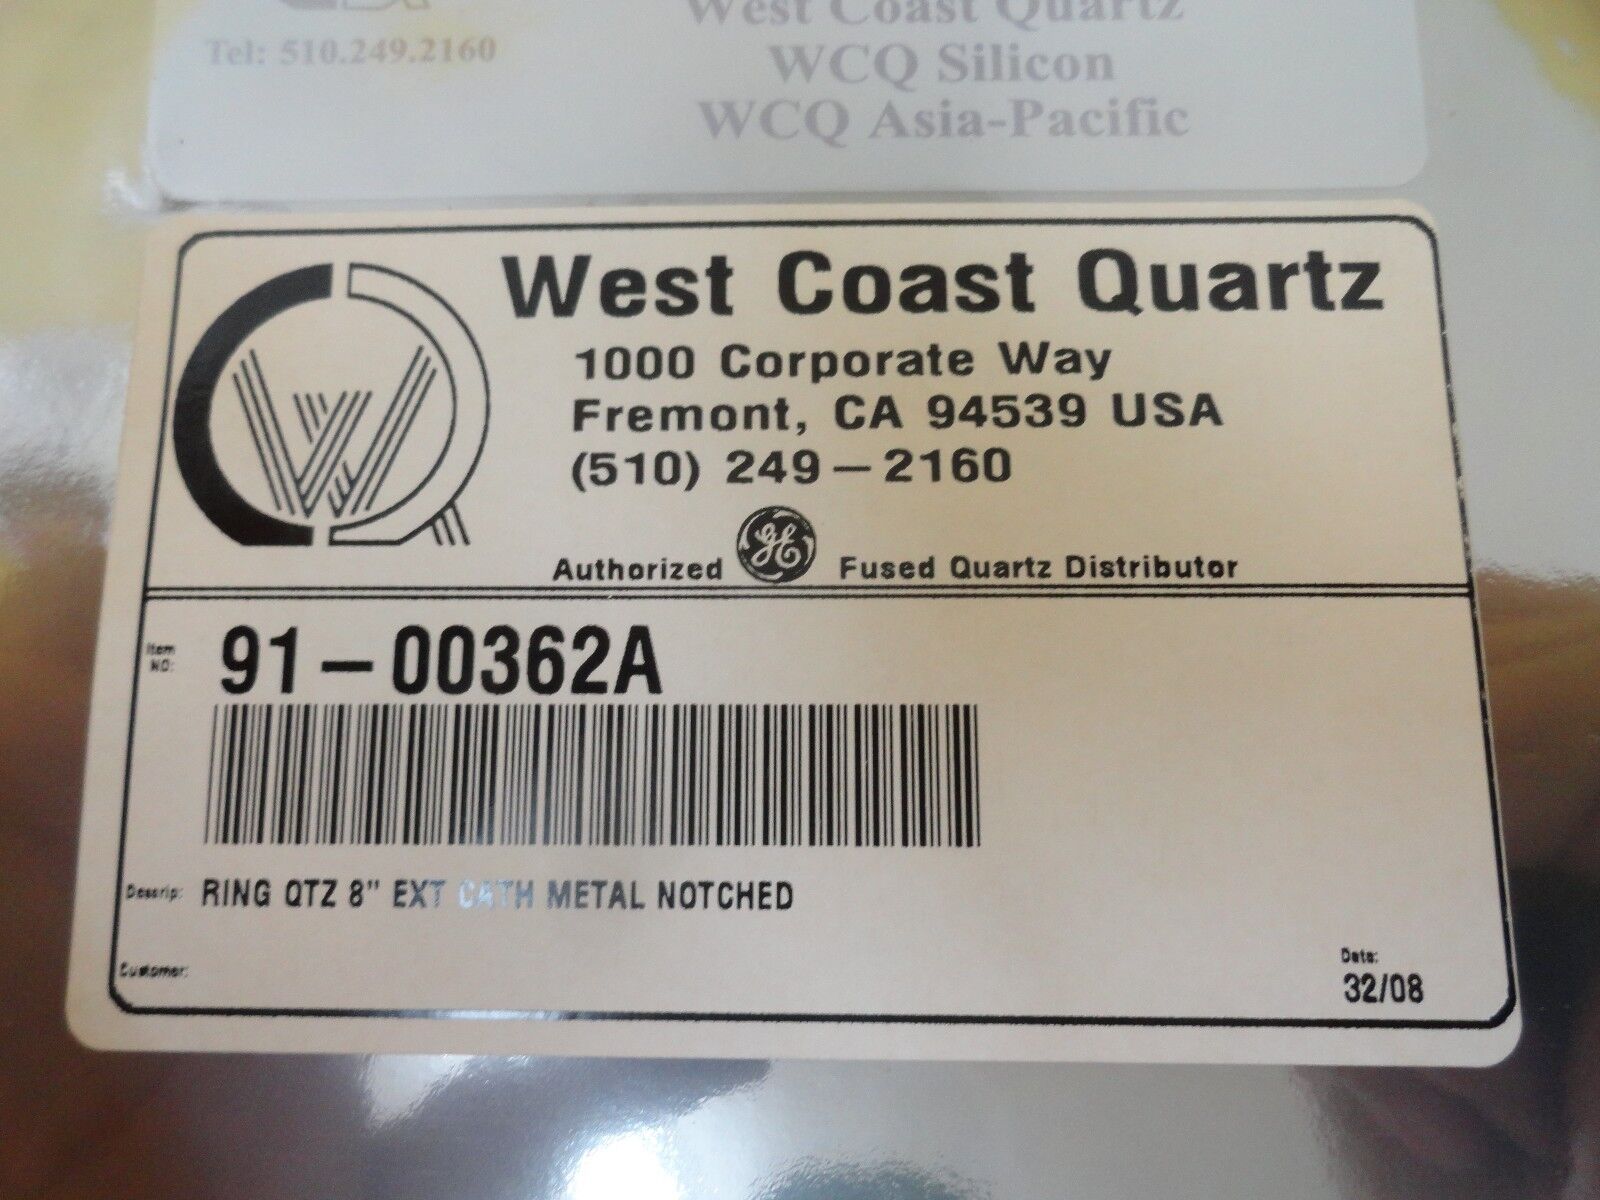 West Coast Quartz
Tel: 510.249.2160
WCQ Silicon
WCQ Asia-Pacific
West Coast Quartz
1000 Corporate Way
Fremont, CA 94539 USA
(510) 249-2160
Authorized GE Fused Quartz Distributor
Item NO: 91-00362A
Descrip: RING QTZ 8" EXT CATH METAL NOTCHED
Customer:
Date:
32/08